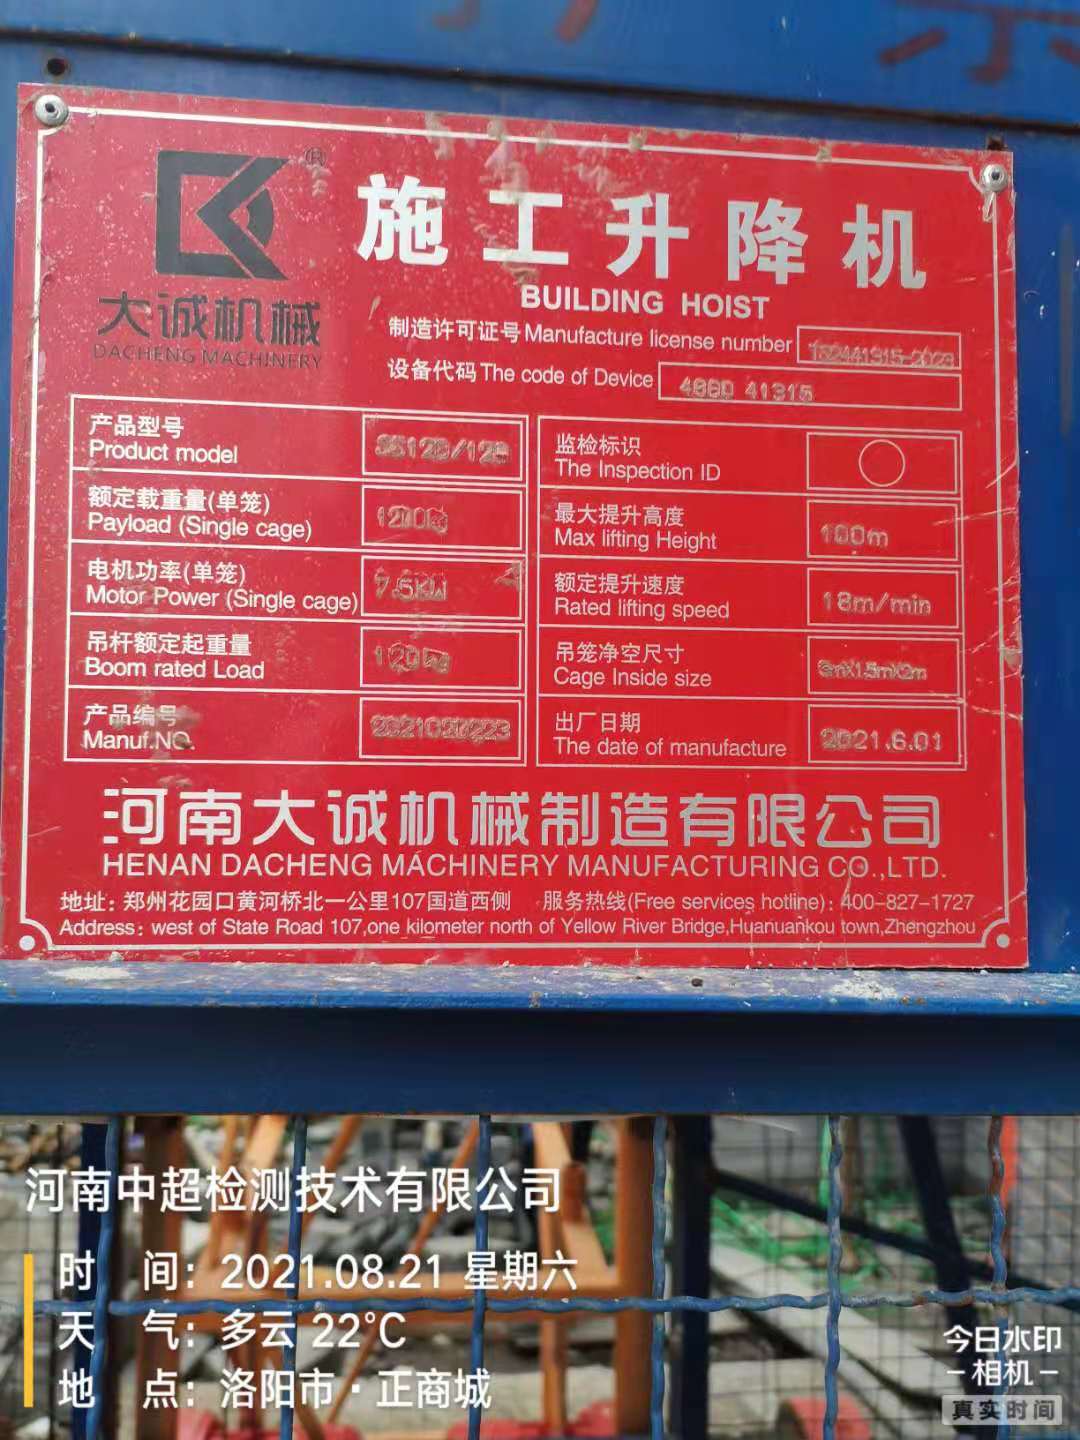 ®
施工升降机
BUILDING HOIST
大诚机械
DACHENG MACHINERY
制造许可证号 Manufacture license number
设备代码 The code of Device 41315
产品型号
Product model
额定载重量(单笼)
Payload (Single cage) 1200kg
电机功率(单笼)
Motor Power (Single cage) 7.5KW
吊杆额定起重量
Boom rated Load 120kg
产品编号
Manuf.NO.
监检标识
The Inspection ID
最大提升高度
Max lifting Height 100m
额定提升速度
Rated lifting speed 18m/min
吊笼净空尺寸
Cage Inside size 3mX1.5mX2m
出厂日期
The date of manufacture 2021.6.01
河南大诚机械制造有限公司
HENAN DACHENG MACHINERY MANUFACTURING CO.,LTD.
地址: 郑州花园口黄河桥北一公里107国道西侧 服务热线(Free services hotline): 400-827-1727
Address: west of State Road 107,one kilometer north of Yellow River Bridge,Huanuankou town,Zhengzhou
河南中超检测技术有限公司
时 间: 2021.08.21 星期六
天 气: 多云 22℃
地 点: 洛阳市·正商城
今日水印
-相机-
真实时间